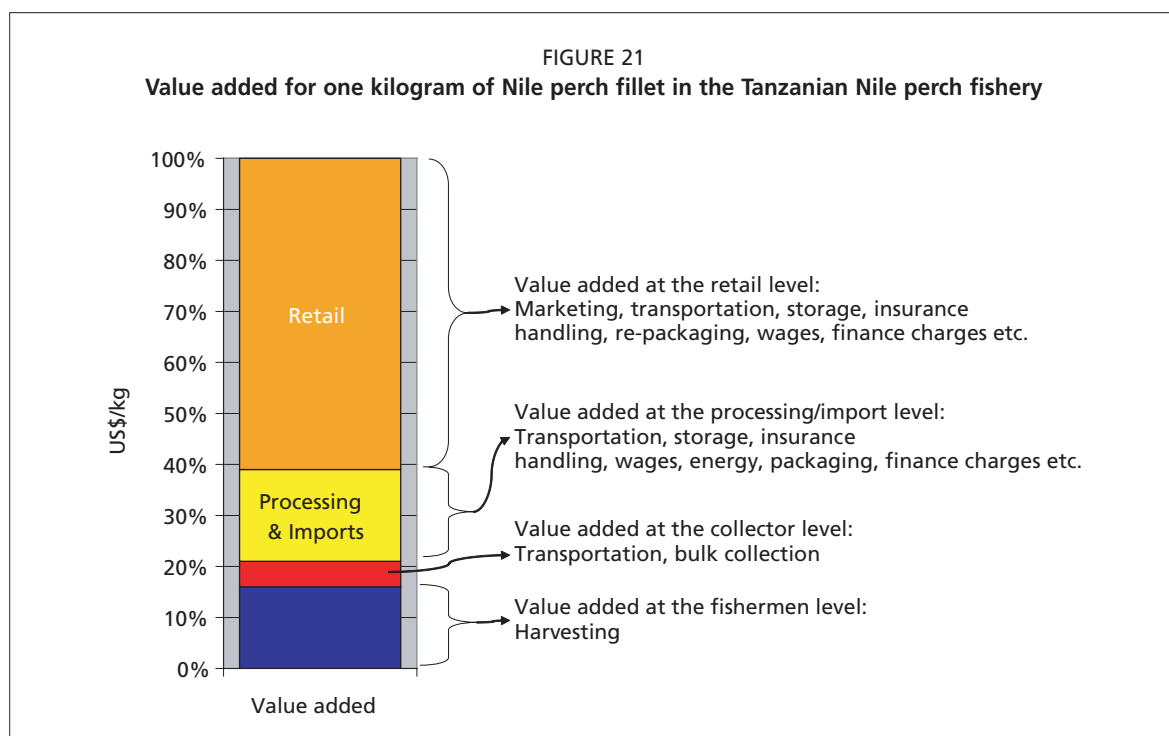 FIGURE 21
Value added for one kilogram of Nile perch fillet in the Tanzanian Nile perch fishery
100%
90%
80%
70%
60%
50%
40%
30%
20%
10%
0%
US$/kg
Retail
Processing
& Imports
Value added
Value added at the retail level:
Marketing, transportation, storage, insurance
handling, re-packaging, wages, finance charges etc.
Value added at the processing/import level:
Transportation, storage, insurance
handling, wages, energy, packaging, finance charges etc.
Value added at the collector level:
Transportation, bulk collection
Value added at the fishermen level:
Harvesting